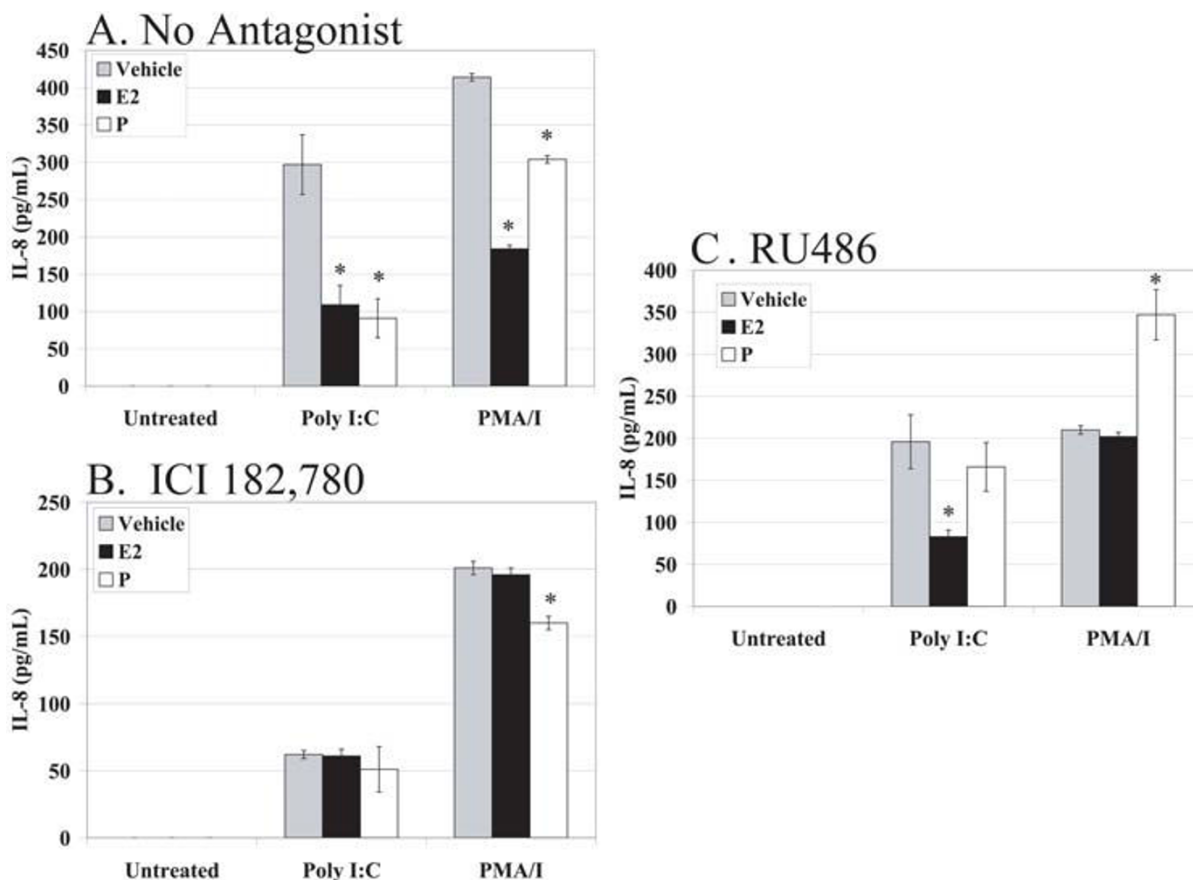 A. No Antagonist
450
400
350
300
250
200
150
100
50
0
IL-8 (pg/mL)
Vehicle
E2
P
* * * *
Untreated Poly I:C PMA/I
B. ICI 182,780
250
200
150
100
50
0
IL-8 (pg/mL)
Vehicle
E2
P
*
Untreated Poly I:C PMA/I
C. RU486
400
350
300
250
200
150
100
50
0
IL-8 (pg/mL)
Vehicle
E2
P
* *
Untreated Poly I:C PMA/I